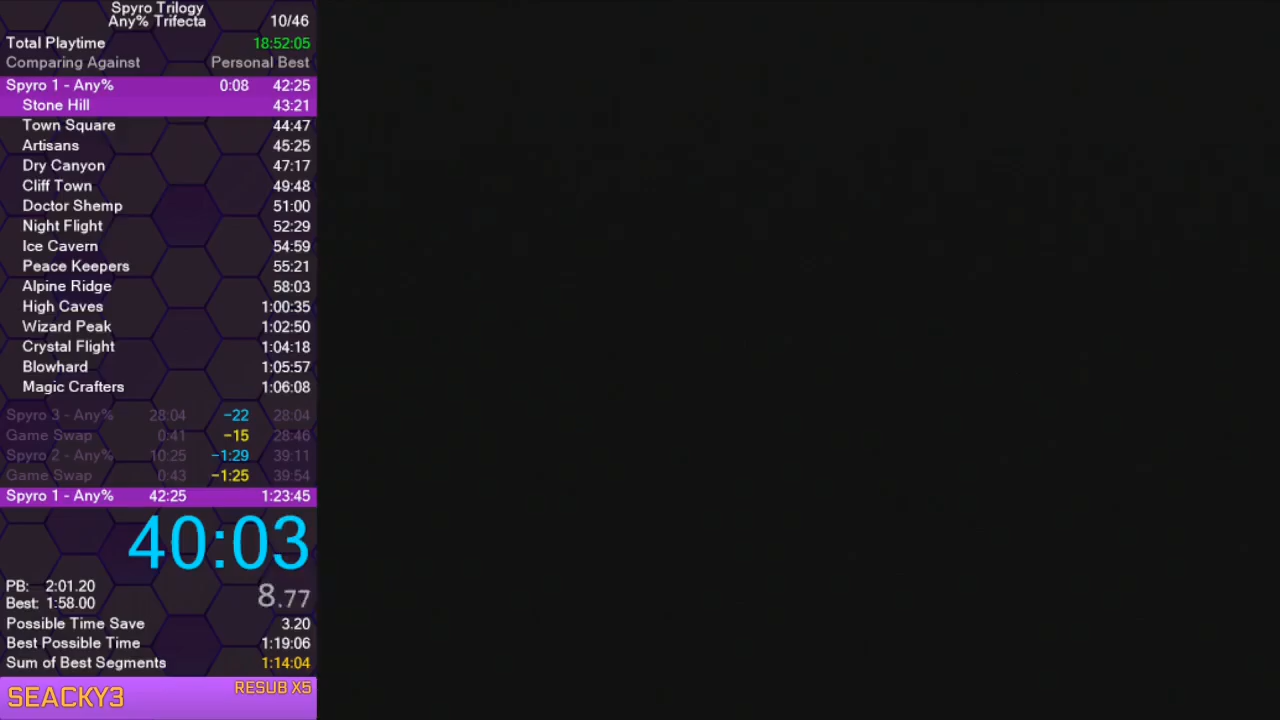 Spyro Trilogy
Any% Trifecta 10/46
Total Playtime 18:52:05
Comparing Against Personal Best
Spyro 1 - Any% 0:08 42:25
Stone Hill 43:21
Town Square 44:47
Artisans 45:25
Dry Canyon 47:17
Cliff Town 49:48
Doctor Shemp 51:00
Night Flight 52:29
Ice Cavern 54:59
Peace Keepers 55:21
Alpine Ridge 58:03
High Caves 1:00:35
Wizard Peak 1:02:50
Crystal Flight 1:04:18
Blowhard 1:05:57
Magic Crafters 1:06:08
Spyro 3 - Any% 28:04 -22 28:04
Game Swap 0:41 -15 28:46
Spyro 2 - Any% 10:25 -1:29 39:11
Game Swap 0:43 -1:25 39:54
Spyro 1 - Any% 42:25 1:23:45
40:03
PB: 2:01.20
Best: 1:58.00 8.77
Possible Time Save 3.20
Best Possible Time 1:19:06
Sum of Best Segments 1:14:04
SEACKY3 RESUB X5